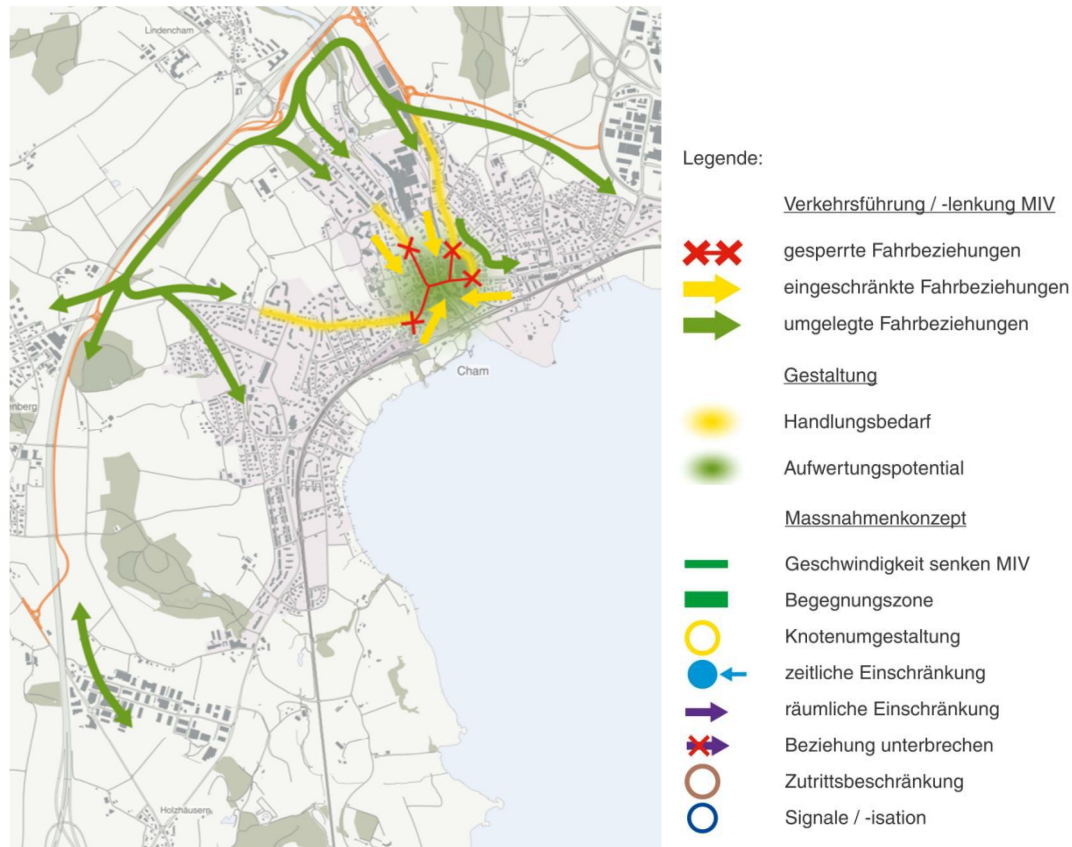 Lindencham
Legende:
Verkehrsführung / -lenkung MIV
gesperrte Fahrbeziehungen
eingeschränkte Fahrbeziehungen
umgelegte Fahrbeziehungen
Gestaltung
Cham
enberg
Handlungsbedarf
Aufwertungspotential
Massnahmenkonzept
Geschwindigkeit senken MIV
Begegnungszone
Knotenumgestaltung
zeitliche Einschränkung
räumliche Einschränkung
Beziehung unterbrechen
Zutrittsbeschränkung
Holzhäusern
Signale / -isation